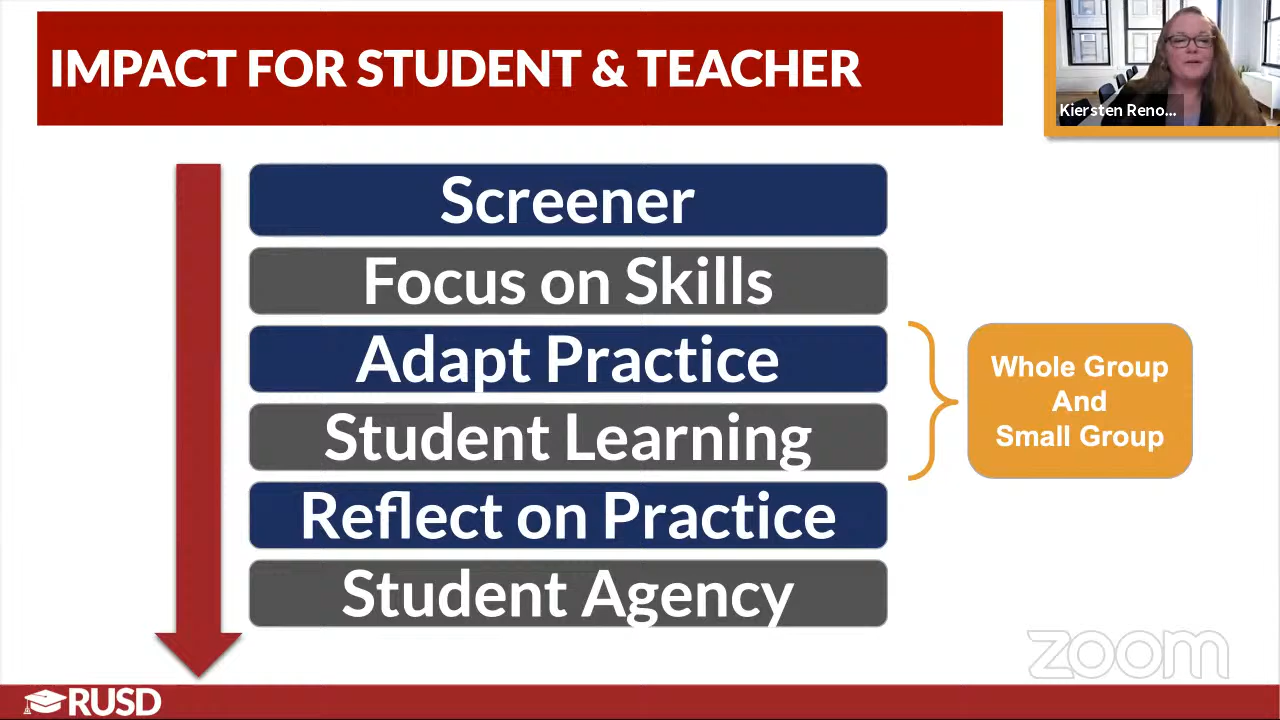 IMPACT FOR STUDENT & TEACHER
Kiersten Reno...
Screener
Focus on Skills
Adapt Practice
Student Learning
Reflect on Practice
Student Agency
Whole Group
And
Small Group
zoom
RUSD